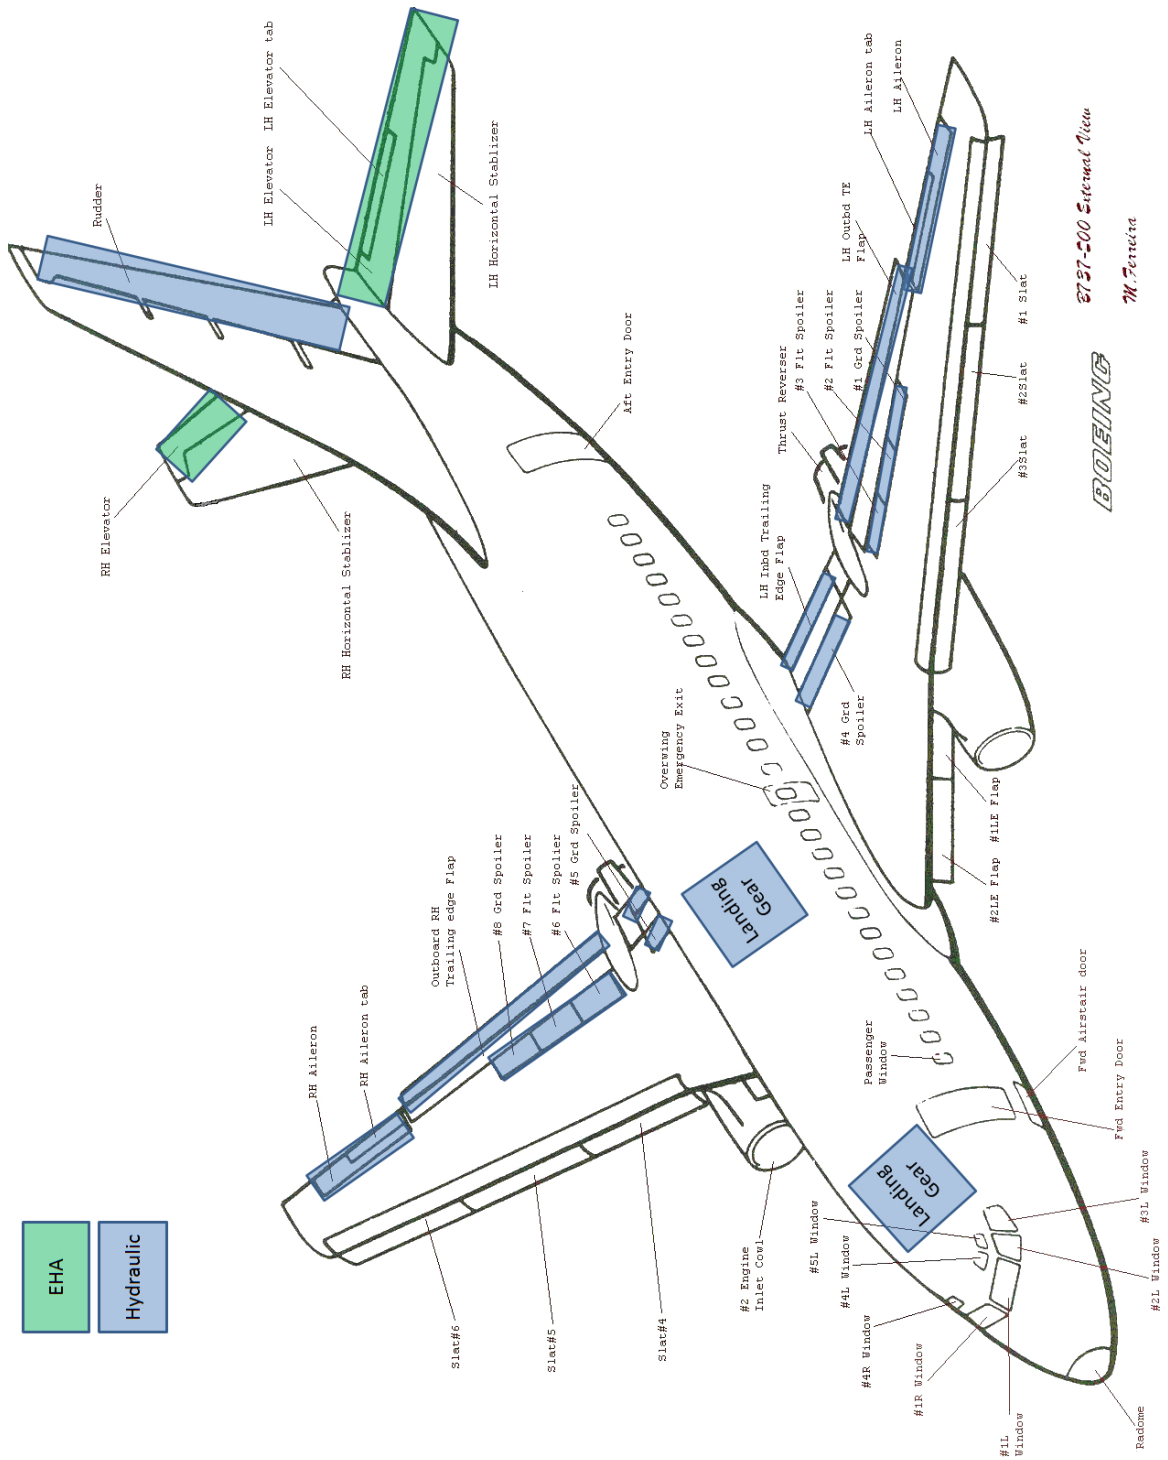 EHA
Hydraulic
RH Elevator
Rudder
LH Elevator tab
LH Elevator
LH Horizontal Stablizer
RH Horizontal Stablizer
Aft Entry Door
LH Aileron tab
LH Aileron
LH Outbd TE
Flap
Thrust Reverser
#3 Flt Spoiler
#2 Flt Spoiler
#1 Grd Spoiler
LH Inbd Trailing
Edge Flap
#4 Grd
Spoiler
#1 Slat
#2Slat
#3Slat
B737-200 External View
M.Ferreira
BOEING
Overwing
Emergency Exit
#1LE Flap
#2LE Flap
RH Aileron
RH Aileron tab
Outboard RH
Trailing edge Flap
#8 Grd Spoiler
#7 Flt Spoiler
#6 Flt Spolier
#5 Grd Spoiler
Landing
Gear
Landing
Gear
Passenger
Window
Fwd Airstair door
Fwd Entry Door
Slat#6
Slat#5
Slat#4
#2 Engine
Inlet Cowl
#5L Window
#4L Window
#4R Window
#1R Window
#1L
Window
#3L Window
#2L Window
Radome